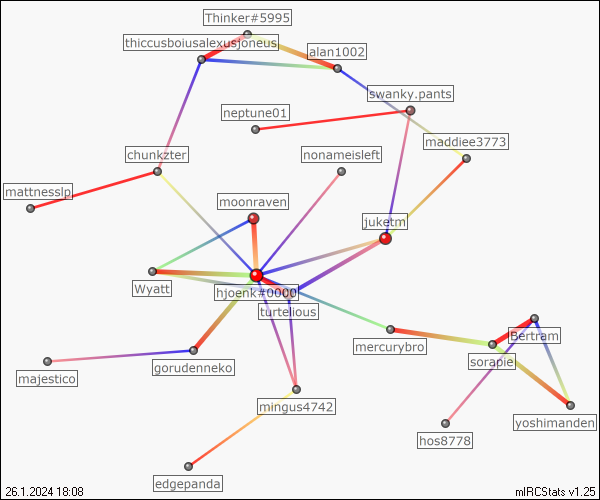 Thinker#5995
thiccusboiusalexusjoneus
alan1002
swanky.pants
neptune01
maddiee3773
chunkzter
nonameisleft
mattnesslp
moonraven
juketm
Wyatt
hjoenk#0000
turtelious
mercurybro
Bertram
sorapie
gorudenneko
majestico
mingus4742
yoshimanden
hos8778
edgepanda
26.1.2024 18:08
mIRCStats v1.25